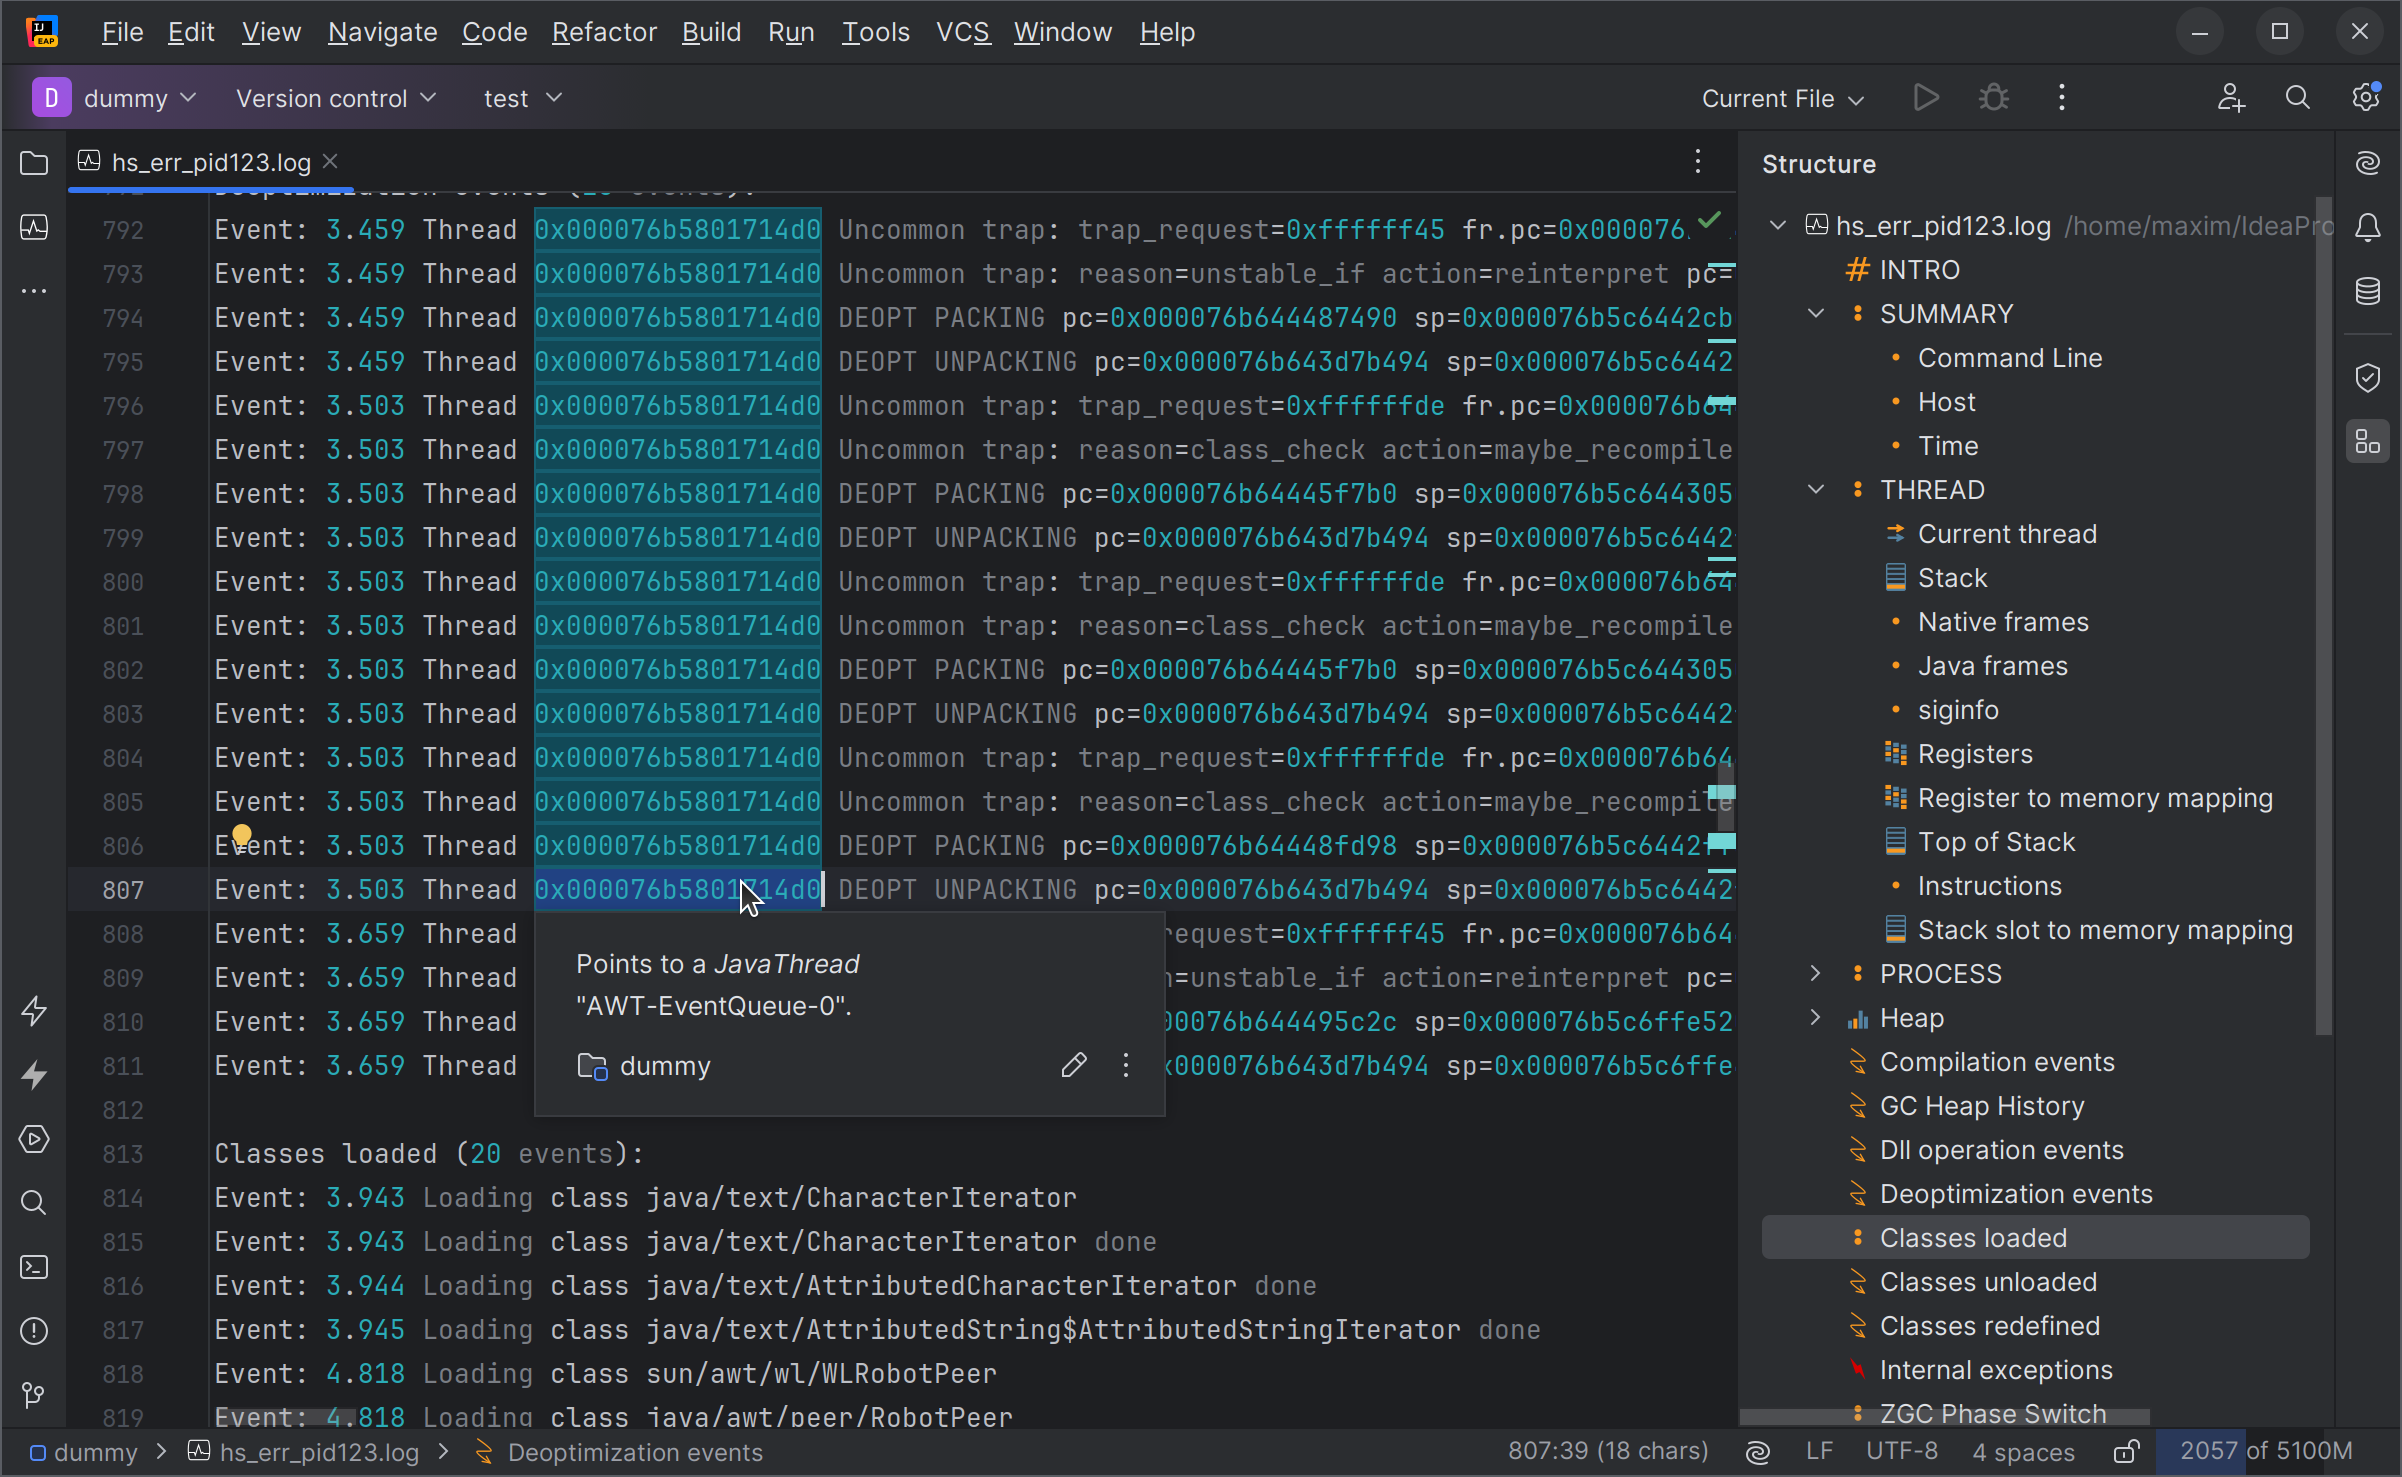 File Edit View Navigate Code Refactor Build Run Tools VCS Window Help
D dummy Version control test Current File
hs_err_pid123.log
792 Event: 3.459 Thread 0x000076b5801714d0 Uncommon trap: trap_request=0xffffff45 fr.pc=0x000076
793 Event: 3.459 Thread 0x000076b5801714d0 Uncommon trap: reason=unstable_if action=reinterpret pc=
794 Event: 3.459 Thread 0x000076b5801714d0 DEOPT PACKING pc=0x000076b644487490 sp=0x000076b5c6442cb
795 Event: 3.459 Thread 0x000076b5801714d0 DEOPT UNPACKING pc=0x000076b643d7b494 sp=0x000076b5c6442
796 Event: 3.503 Thread 0x000076b5801714d0 Uncommon trap: trap_request=0xffffffde fr.pc=0x000076b64
797 Event: 3.503 Thread 0x000076b5801714d0 Uncommon trap: reason=class_check action=maybe_recompile
798 Event: 3.503 Thread 0x000076b5801714d0 DEOPT PACKING pc=0x000076b64445f7b0 sp=0x000076b5c644305
799 Event: 3.503 Thread 0x000076b5801714d0 DEOPT UNPACKING pc=0x000076b643d7b494 sp=0x000076b5c6442
800 Event: 3.503 Thread 0x000076b5801714d0 Uncommon trap: trap_request=0xffffffde fr.pc=0x000076b64
801 Event: 3.503 Thread 0x000076b5801714d0 Uncommon trap: reason=class_check action=maybe_recompile
802 Event: 3.503 Thread 0x000076b5801714d0 DEOPT PACKING pc=0x000076b64445f7b0 sp=0x000076b5c644305
803 Event: 3.503 Thread 0x000076b5801714d0 DEOPT UNPACKING pc=0x000076b643d7b494 sp=0x000076b5c6442
804 Event: 3.503 Thread 0x000076b5801714d0 Uncommon trap: trap_request=0xffffffde fr.pc=0x000076b64
805 Event: 3.503 Thread 0x000076b5801714d0 Uncommon trap: reason=class_check action=maybe_recompile
806 Event: 3.503 Thread 0x000076b5801714d0 DEOPT PACKING pc=0x000076b64448fd98 sp=0x000076b5c6442ff
807 Event: 3.503 Thread 0x000076b5801714d0 DEOPT UNPACKING pc=0x000076b643d7b494 sp=0x000076b5c6442
808 Event: 3.659 Thread request=0xffffff45 fr.pc=0x000076b64
809 Event: 3.659 Thread =unstable_if action=reinterpret pc=
810 Event: 3.659 Thread 00076b644495c2c sp=0x000076b5c6ffe52
811 Event: 3.659 Thread x000076b643d7b494 sp=0x000076b5c6ffe
812
813 Classes loaded (20 events):
814 Event: 3.943 Loading class java/text/CharacterIterator
815 Event: 3.943 Loading class java/text/CharacterIterator done
816 Event: 3.944 Loading class java/text/AttributedCharacterIterator done
817 Event: 3.945 Loading class java/text/AttributedString$AttributedStringIterator done
818 Event: 4.818 Loading class sun/awt/wl/WLRobotPeer
819 Event: 4.818 Loading class java/awt/peer/RobotPeer
Points to a JavaThread
"AWT-EventQueue-0".
dummy
Structure
hs_err_pid123.log /home/maxim/IdeaPro
INTRO
SUMMARY
Command Line
Host
Time
THREAD
Current thread
Stack
Native frames
Java frames
siginfo
Registers
Register to memory mapping
Top of Stack
Instructions
Stack slot to memory mapping
PROCESS
Heap
Compilation events
GC Heap History
Dll operation events
Deoptimization events
Classes loaded
Classes unloaded
Classes redefined
Internal exceptions
ZGC Phase Switch
dummy hs_err_pid123.log Deoptimization events 807:39 (18 chars) LF UTF-8 4 spaces 2057 of 5100M